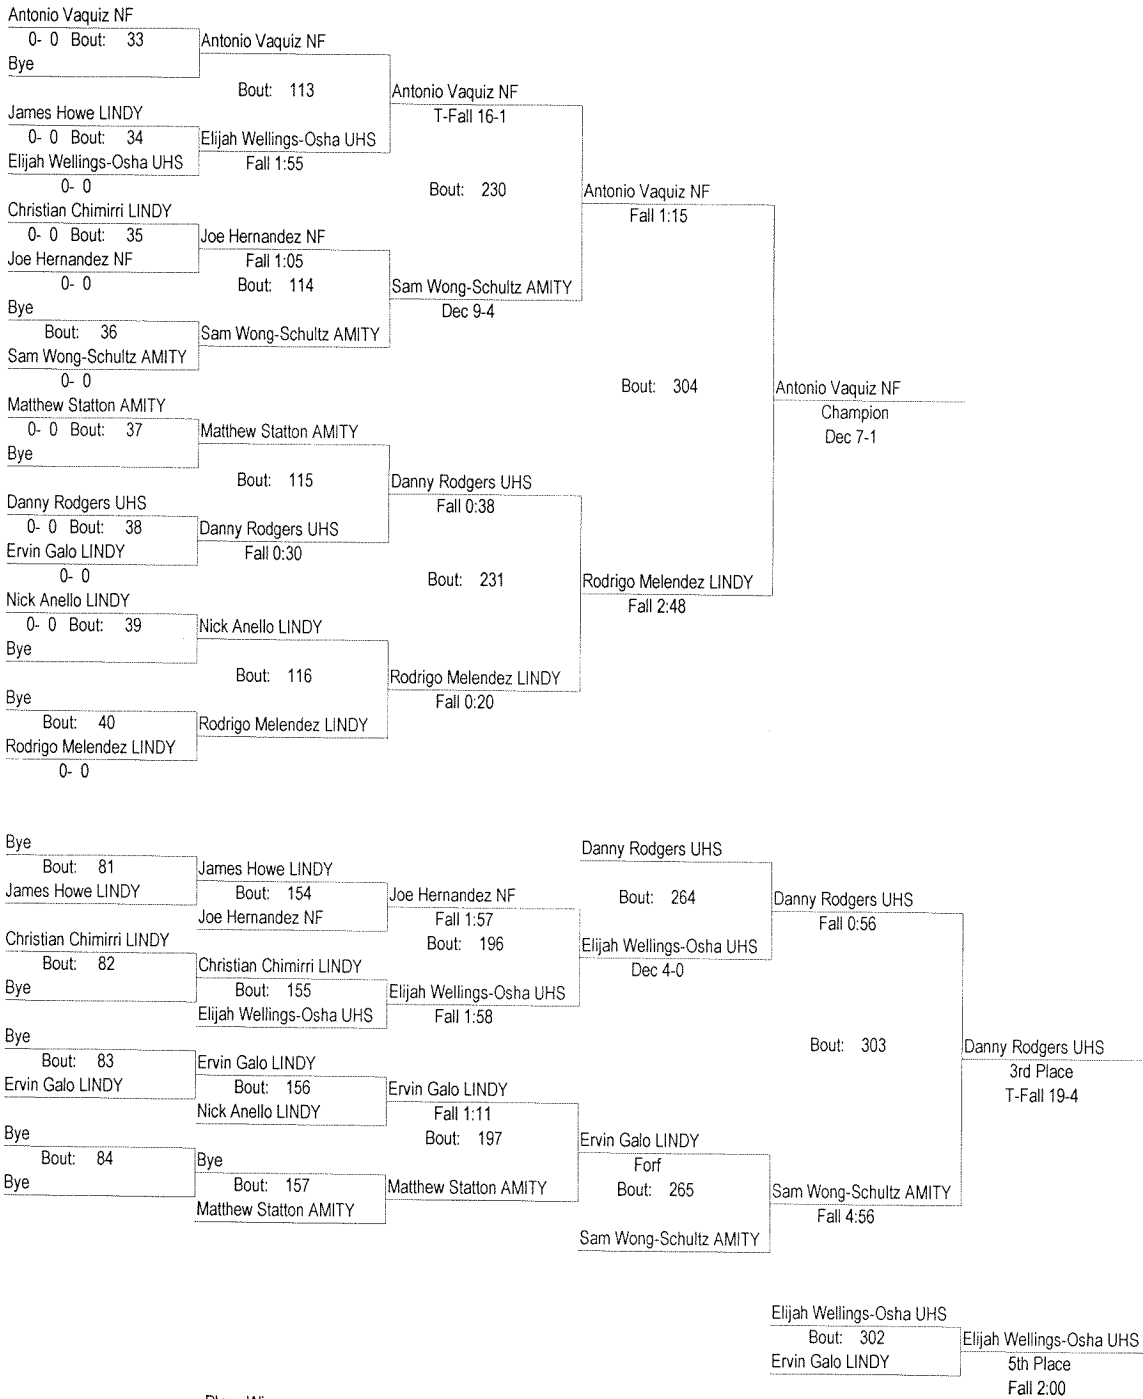 Antonio Vaquiz NF
0- 0 Bout: 33
Bye
Antonio Vaquiz NF
Bout: 113
James Howe LINDY
0- 0 Bout: 34
Elijah Wellings-Osha UHS
0- 0
Elijah Wellings-Osha UHS
Fall 1:55
Antonio Vaquiz NF
T-Fall 16-1
Bout: 230
Christian Chimirri LINDY
0- 0 Bout: 35
Joe Hernandez NF
0- 0
Joe Hernandez NF
Fall 1:05
Bout: 114
Bye
Bout: 36
Sam Wong-Schultz AMITY
0- 0
Sam Wong-Schultz AMITY
Sam Wong-Schultz AMITY
Dec 9-4
Antonio Vaquiz NF
Fall 1:15
Bout: 304
Antonio Vaquiz NF
Champion
Dec 7-1
Matthew Statton AMITY
0- 0 Bout: 37
Bye
Matthew Statton AMITY
Bout: 115
Danny Rodgers UHS
0- 0 Bout: 38
Ervin Galo LINDY
0- 0
Danny Rodgers UHS
Fall 0:30
Danny Rodgers UHS
Fall 0:38
Bout: 231
Nick Anello LINDY
0- 0 Bout: 39
Bye
Nick Anello LINDY
Bout: 116
Bye
Bout: 40
Rodrigo Melendez LINDY
0- 0
Rodrigo Melendez LINDY
Rodrigo Melendez LINDY
Fall 0:20
Rodrigo Melendez LINDY
Fall 2:48
Bye
Bout: 81
James Howe LINDY
James Howe LINDY
Bout: 154
Joe Hernandez NF
Joe Hernandez NF
Fall 1:57
Bout: 196
Christian Chimirri LINDY
Bout: 82
Bye
Christian Chimirri LINDY
Bout: 155
Elijah Wellings-Osha UHS
Elijah Wellings-Osha UHS
Fall 1:58
Danny Rodgers UHS
Bout: 264
Elijah Wellings-Osha UHS
Dec 4-0
Danny Rodgers UHS
Fall 0:56
Bout: 303
Danny Rodgers UHS
3rd Place
T-Fall 19-4
Bye
Bout: 83
Ervin Galo LINDY
Ervin Galo LINDY
Bout: 156
Nick Anello LINDY
Ervin Galo LINDY
Fall 1:11
Bout: 197
Bye
Bout: 84
Bye
Bye
Bout: 157
Matthew Statton AMITY
Matthew Statton AMITY
Ervin Galo LINDY
Forf
Bout: 265
Sam Wong-Schultz AMITY
Sam Wong-Schultz AMITY
Fall 4:56
Elijah Wellings-Osha UHS
Bout: 302
Ervin Galo LINDY
Elijah Wellings-Osha UHS
5th Place
Fall 2:00